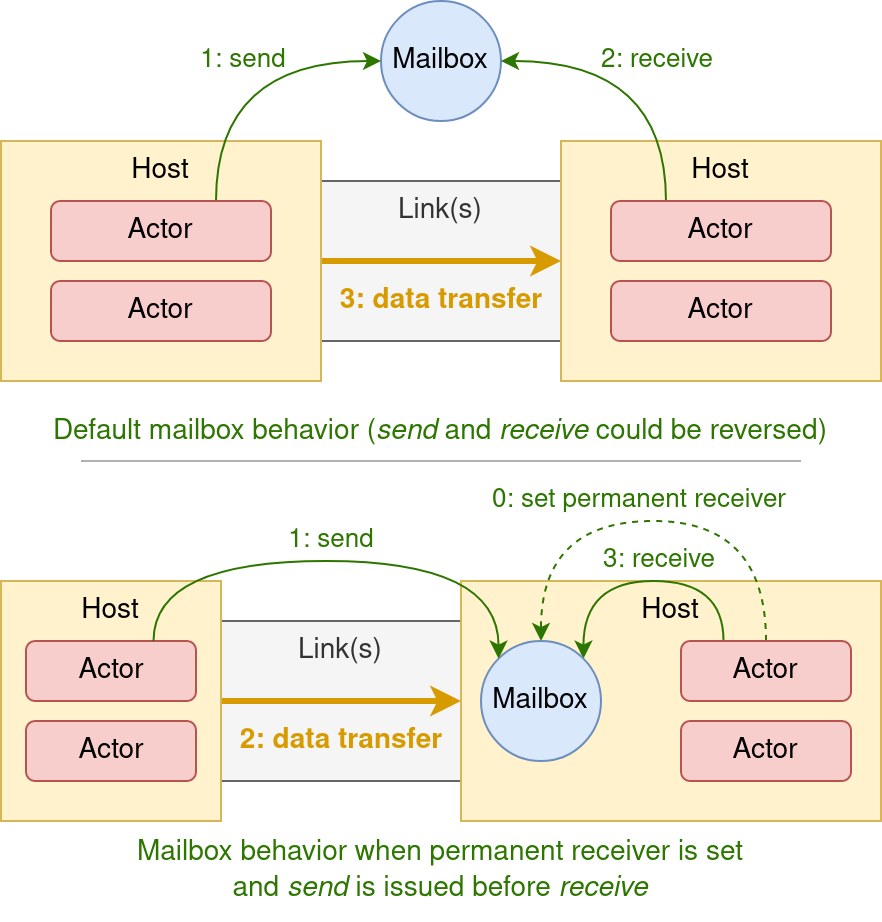 Mailbox
1: send
2: receive
Host
Host
Actor
Actor
Link(s)
Actor
Actor
3: data transfer
Default mailbox behavior (send and receive could be reversed)
0: set permanent receiver
1: send
3: receive
Host
Host
Actor
Link(s)
Actor
Mailbox
Actor
2: data transfer
Actor
Mailbox behavior when permanent receiver is set
and send is issued before receive